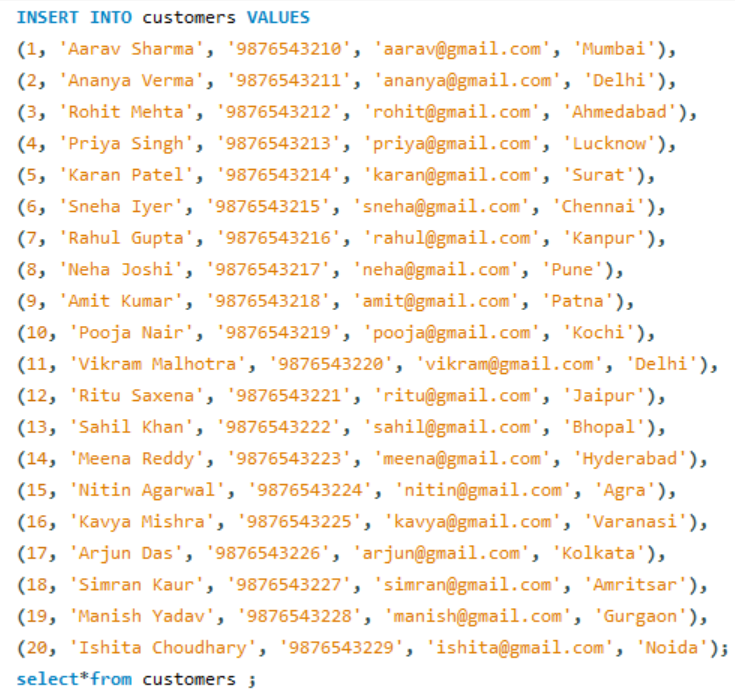 INSERT INTO customers VALUES
(1, 'Aarav Sharma', '9876543210', 'aarav@gmail.com', 'Mumbai'),
(2, 'Ananya Verma', '9876543211', 'ananya@gmail.com', 'Delhi'),
(3, 'Rohit Mehta', '9876543212', 'rohit@gmail.com', 'Ahmedabad'),
(4, 'Priya Singh', '9876543213', 'priya@gmail.com', 'Lucknow'),
(5, 'Karan Patel', '9876543214', 'karan@gmail.com', 'Surat'),
(6, 'Sneha Iyer', '9876543215', 'sneha@gmail.com', 'Chennai'),
(7, 'Rahul Gupta', '9876543216', 'rahul@gmail.com', 'Kanpur'),
(8, 'Neha Joshi', '9876543217', 'neha@gmail.com', 'Pune'),
(9, 'Amit Kumar', '9876543218', 'amit@gmail.com', 'Patna'),
(10, 'Pooja Nair', '9876543219', 'pooja@gmail.com', 'Kochi'),
(11, 'Vikram Malhotra', '9876543220', 'vikram@gmail.com', 'Delhi'),
(12, 'Ritu Saxena', '9876543221', 'ritu@gmail.com', 'Jaipur'),
(13, 'Sahil Khan', '9876543222', 'sahil@gmail.com', 'Bhopal'),
(14, 'Meena Reddy', '9876543223', 'meena@gmail.com', 'Hyderabad'),
(15, 'Nitin Agarwal', '9876543224', 'nitin@gmail.com', 'Agra'),
(16, 'Kavya Mishra', '9876543225', 'kavya@gmail.com', 'Varanasi'),
(17, 'Arjun Das', '9876543226', 'arjun@gmail.com', 'Kolkata'),
(18, 'Simran Kaur', '9876543227', 'simran@gmail.com', 'Amritsar'),
(19, 'Manish Yadav', '9876543228', 'manish@gmail.com', 'Gurgaon'),
(20, 'Ishita Choudhary', '9876543229', 'ishita@gmail.com', 'Noida');
select*from customers ;